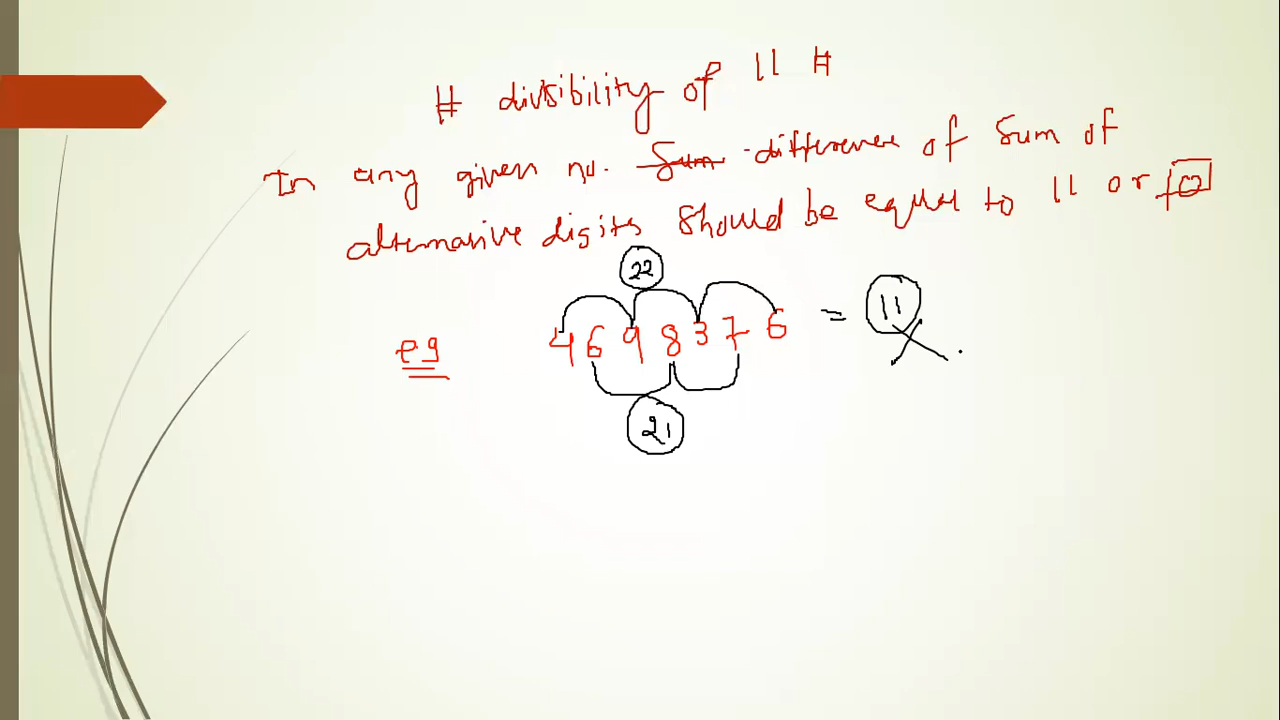 # divisibility of 11 #
In any given no. Sum difference of Sum of
alternative digits Should be equal to 11 or 0
22
eg 4698376 = 11
21